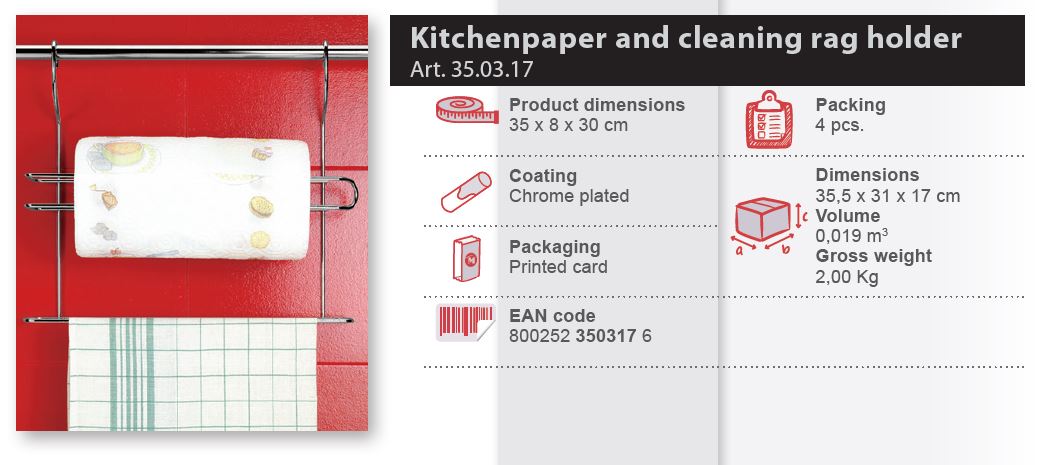 Kitchenpaper and cleaning rag holder
Art. 35.03.17
Product dimensions
35 x 8 x 30 cm
Coating
Chrome plated
Packaging
Printed card
M
EAN code
800252 350317 6
Packing
4 pcs.
Dimensions
35,5 x 31 x 17 cm
Volume
0,019 m³
Gross weight
2,00 Kg
a
b
c